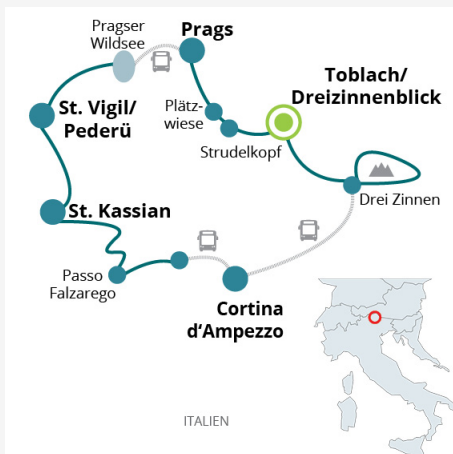 Pragser
Wildsee
Prags
Toblach/
Dreizinnenblick
St. Vigil/
Pederü
Plätz-
wiese
Strudelkopf
Drei Zinnen
St. Kassian
Passo
Falzarego
Cortina
d'Ampezzo
ITALIEN